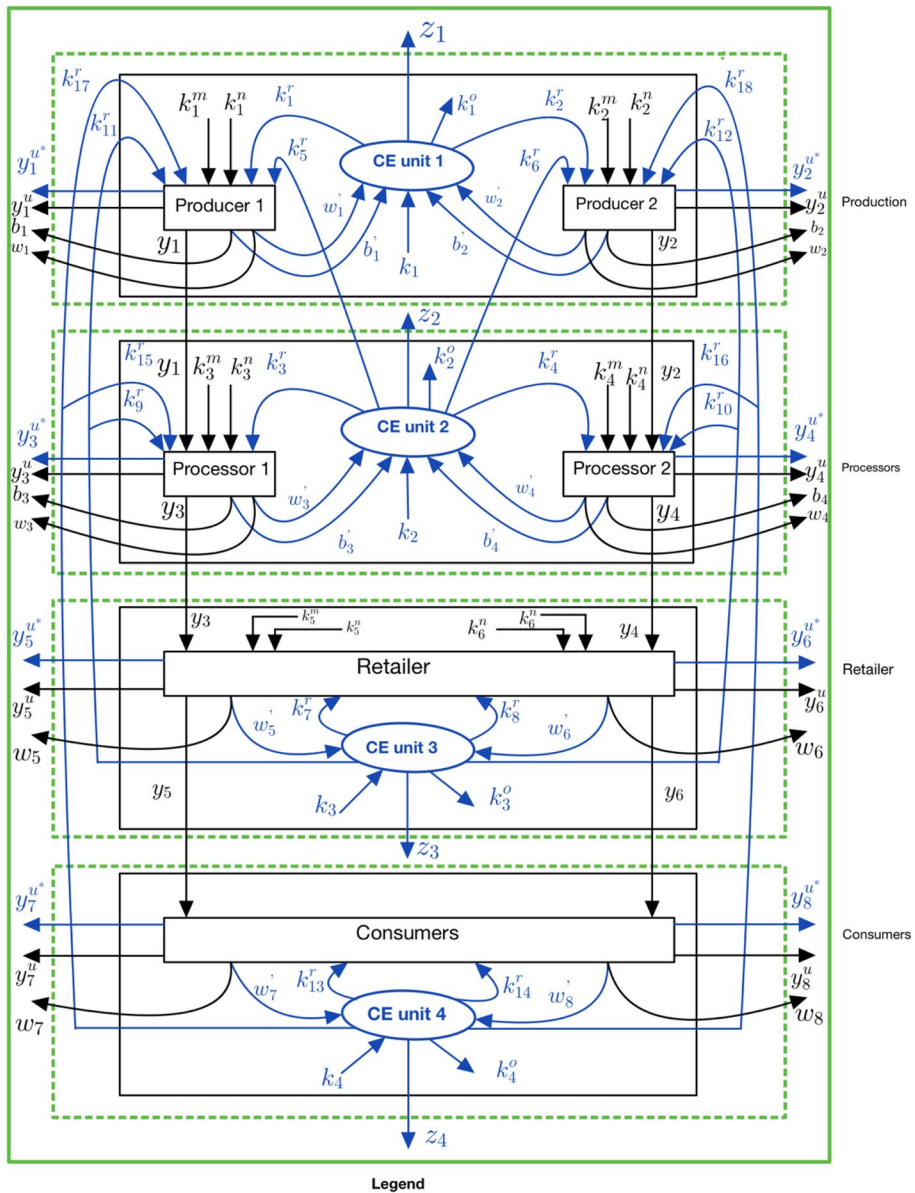 z₁
k₁₇ʳ k₁ᵐ k₁ⁿ k₁ʳ k₁ᵒ k₂ʳ k₂ᵐ k₂ⁿ k₁₈ʳ
k₁₁ʳ k₅ʳ CE unit 1 k₆ʳ k₁₂ʳ
y₁ᵘ* y₂ᵘ*
y₁ᵘ Producer 1 w₁' w₂' Producer 2 y₂ᵘ Production
b₁ y₁ b₁' b₂' y₂ b₂
w₁ k₁ w₂
z₂
k₁₅ʳ y₁ k₃ᵐ k₃ⁿ k₃ʳ k₂ᵒ k₄ʳ k₄ᵐ k₄ⁿ y₂ k₁₆ʳ
k₉ʳ k₁₀ʳ
y₃ᵘ* CE unit 2 y₄ᵘ*
y₃ᵘ Processor 1 Processor 2 y₄ᵘ Processors
b₃ y₃ w₃' w₄' y₄ b₄
w₃ b₃' k₂ b₄' w₄
y₃ k₅ᵐ k₅ⁿ k₆ⁿ k₆ⁿ y₄
y₅ᵘ* y₆ᵘ*
Retailer Retailer
y₅ᵘ k₇ʳ k₈ʳ y₆ᵘ
w₅ w₅' CE unit 3 w₆' w₆
y₅ k₃ k₃ᵒ y₆
z₃
y₇ᵘ* y₈ᵘ*
Consumers Consumers
y₇ᵘ w₇' k₁₃ʳ k₁₄ʳ w₈' y₈ᵘ
w₇ CE unit 4 w₈
k₄ k₄ᵒ
z₄
Legend